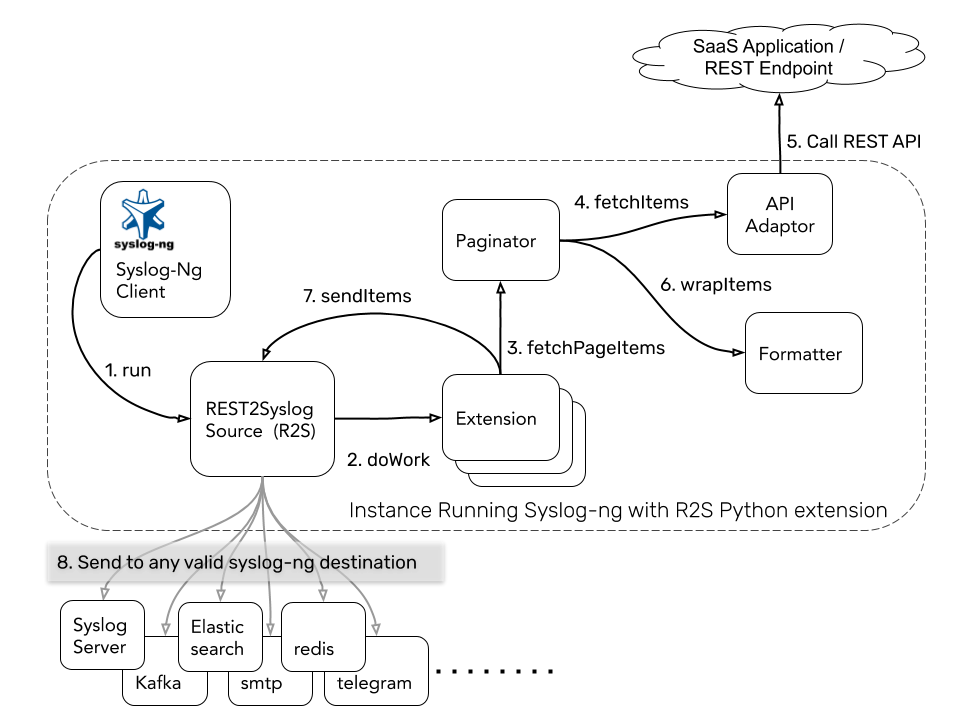 SaaS Application /
REST Endpoint
5. Call REST API
syslog-ng
Syslog-Ng
Client
Paginator
4. fetchItems
API
Adaptor
6. wrapItems
7. sendItems
3. fetchPageItems
Formatter
1. run
REST2Syslog
Source (R2S)
Extension
2. doWork
Instance Running Syslog-ng with R2S Python extension
8. Send to any valid syslog-ng destination
Syslog
Server
Elastic
search
redis
Kafka
smtp
telegram
. . . . . . . .